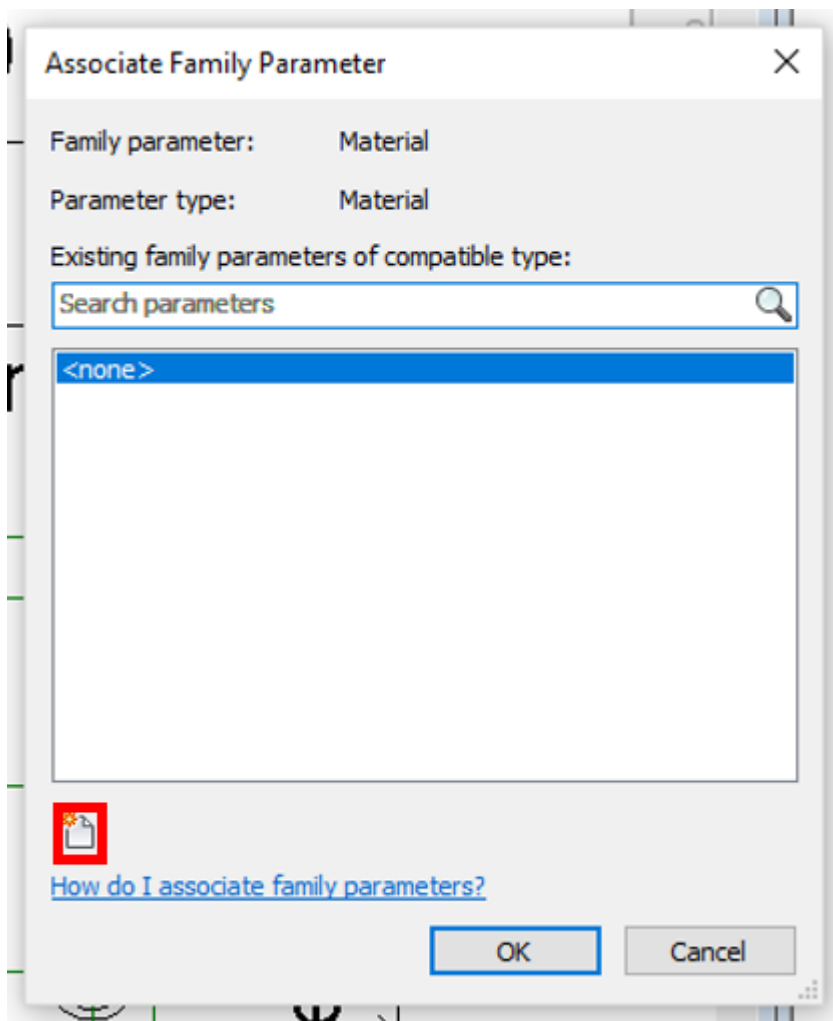 Associate Family Parameter
Family parameter: Material
Parameter type: Material
Existing family parameters of compatible type:
Search parameters
<none>
How do I associate family parameters?
OK Cancel